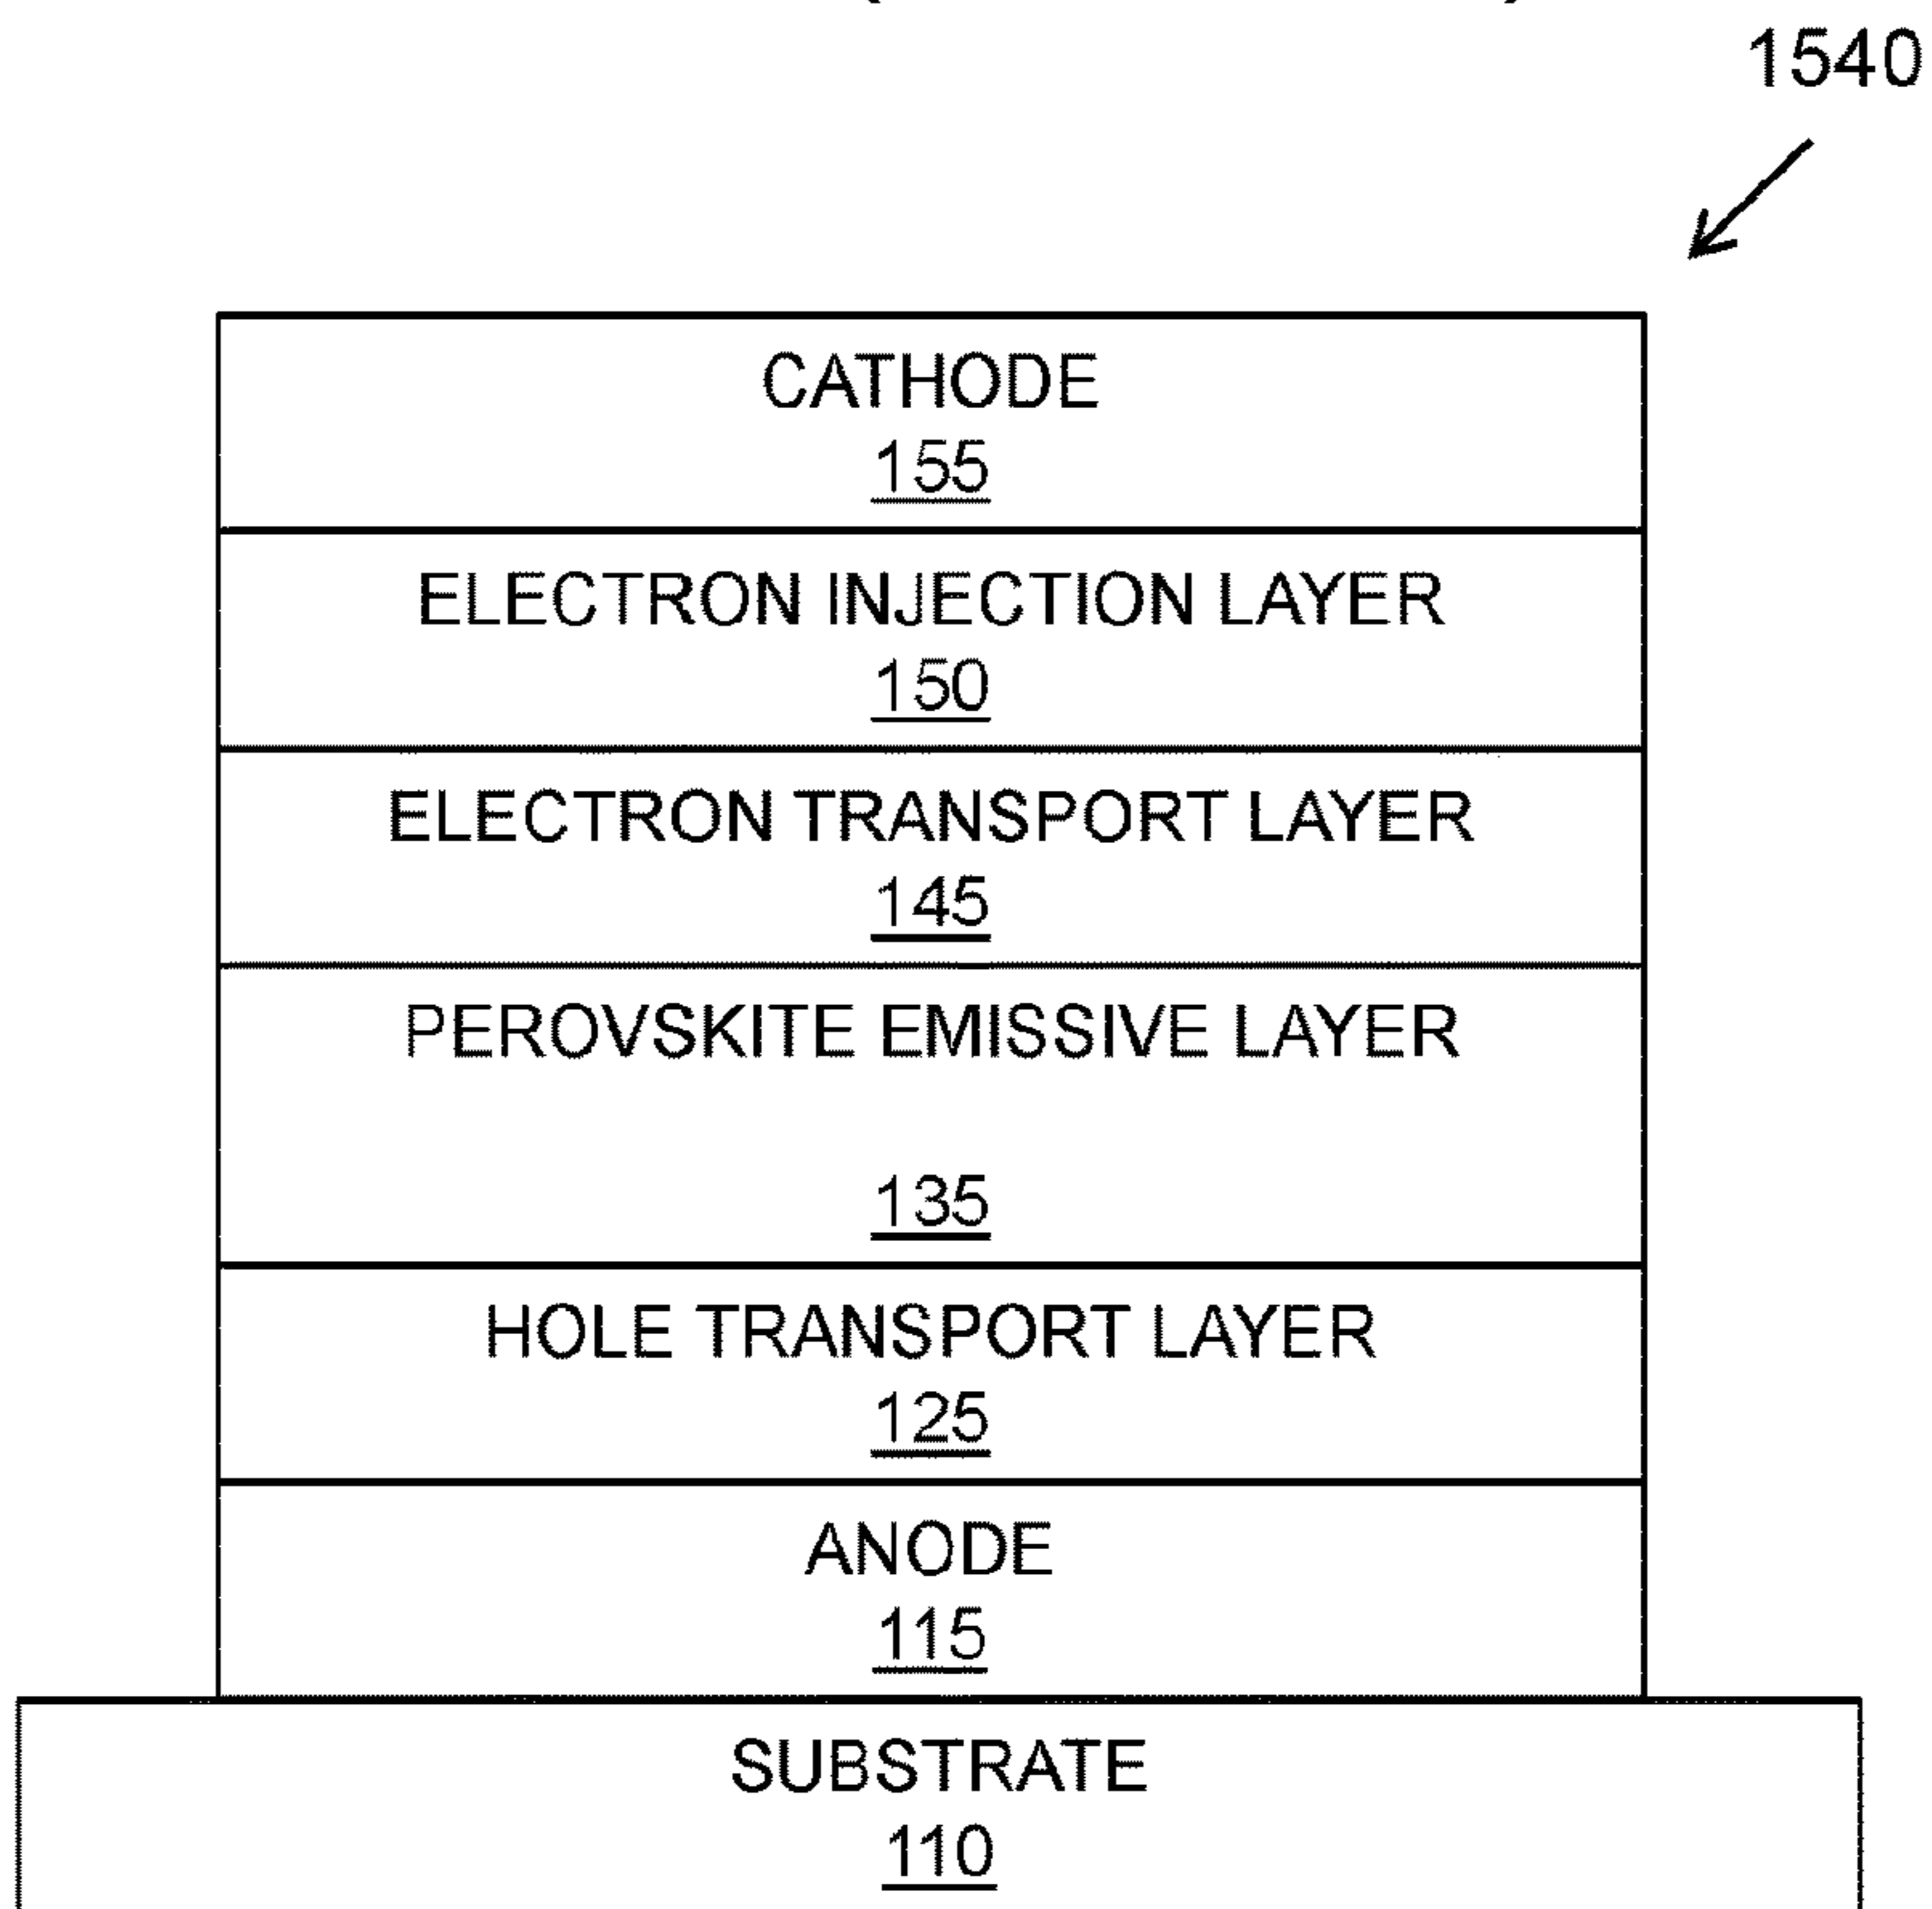 1540
CATHODE
155
ELECTRON INJECTION LAYER
150
ELECTRON TRANSPORT LAYER
145
PEROVSKITE EMISSIVE LAYER
135
HOLE TRANSPORT LAYER
125
ANODE
115
SUBSTRATE
110